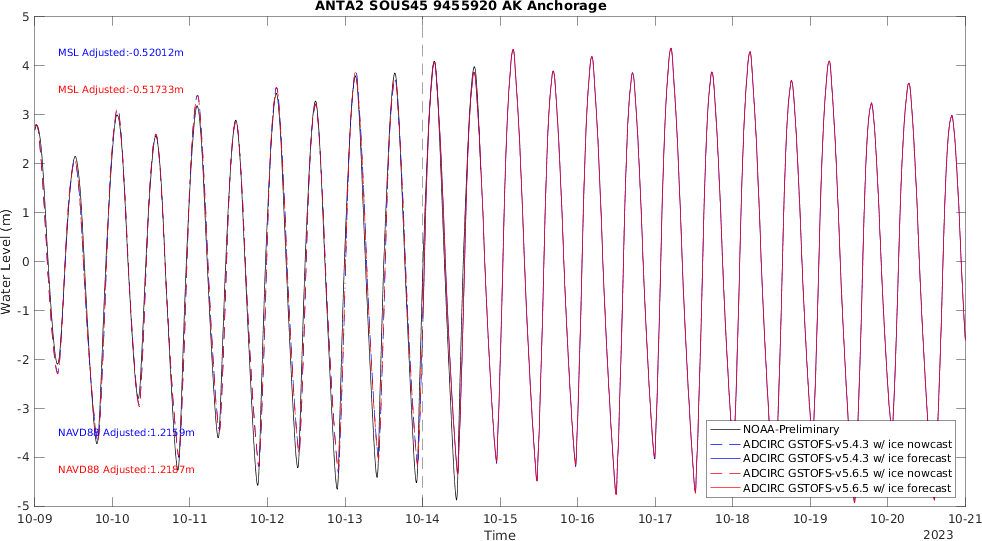 ANTA2 SOUS45 9455920 AK Anchorage
5
4
3
2
1
0
-1
-2
-3
-4
-5
Water Level (m)
MSL Adjusted:-0.52012m
MSL Adjusted:-0.51733m
NAVD88 Adjusted:1.2159m
NAVD88 Adjusted:1.2187m
NOAA-Preliminary
ADCIRC GSTOFS-v5.4.3 w/ ice nowcast
ADCIRC GSTOFS-v5.4.3 w/ ice forecast
ADCIRC GSTOFS-v5.6.5 w/ ice nowcast
ADCIRC GSTOFS-v5.6.5 w/ ice forecast
10-09 10-10 10-11 10-12 10-13 10-14 10-15 10-16 10-17 10-18 10-19 10-20 10-21
Time
2023